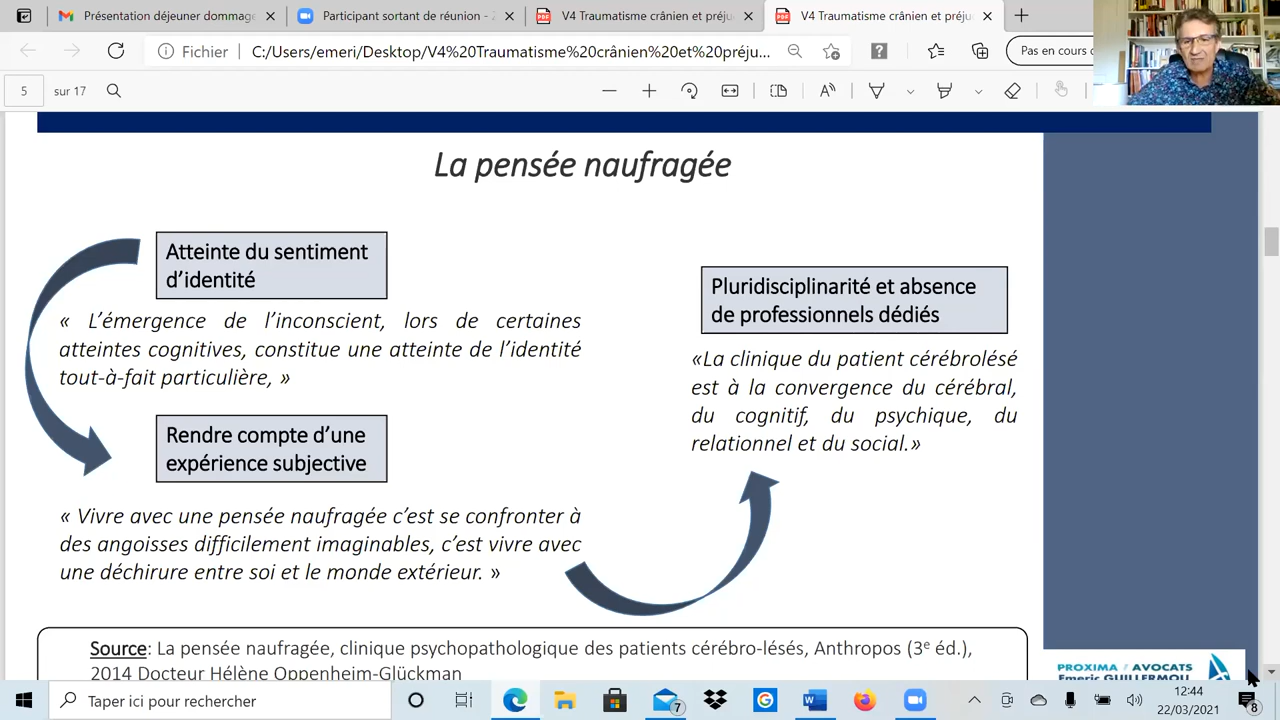 Présentation déjeuner dommage
Participant sortant de réunion - Z
V4 Traumatisme crânien et préju
V4 Traumatisme crânien et préju
Fichier
C:/Users/emeri/Desktop/V4%20Traumatisme%20crânien%20et%20préju...
Pas en cours
5
sur 17
La pensée naufragée
Atteinte du sentiment
d’identité
« L’émergence de l’inconscient, lors de certaines
atteintes cognitives, constitue une atteinte de l’identité
tout-à-fait particulière, »
Rendre compte d’une
expérience subjective
« Vivre avec une pensée naufragée c’est se confronter à
des angoisses difficilement imaginables, c’est vivre avec
une déchirure entre soi et le monde extérieur. »
Pluridisciplinarité et absence
de professionnels dédiés
«La clinique du patient cérébrolésé
est à la convergence du cérébral,
du cognitif, du psychique, du
relationnel et du social.»
Source: La pensée naufragée, clinique psychopathologique des patients cérébro-lésés, Anthropos (3e éd.),
2014 Docteur Hélène Oppenheim-Glückman
PROXIMA / AVOCATS
Emeric GUILLERMOU
Taper ici pour rechercher
7
12:44
22/03/2021
8